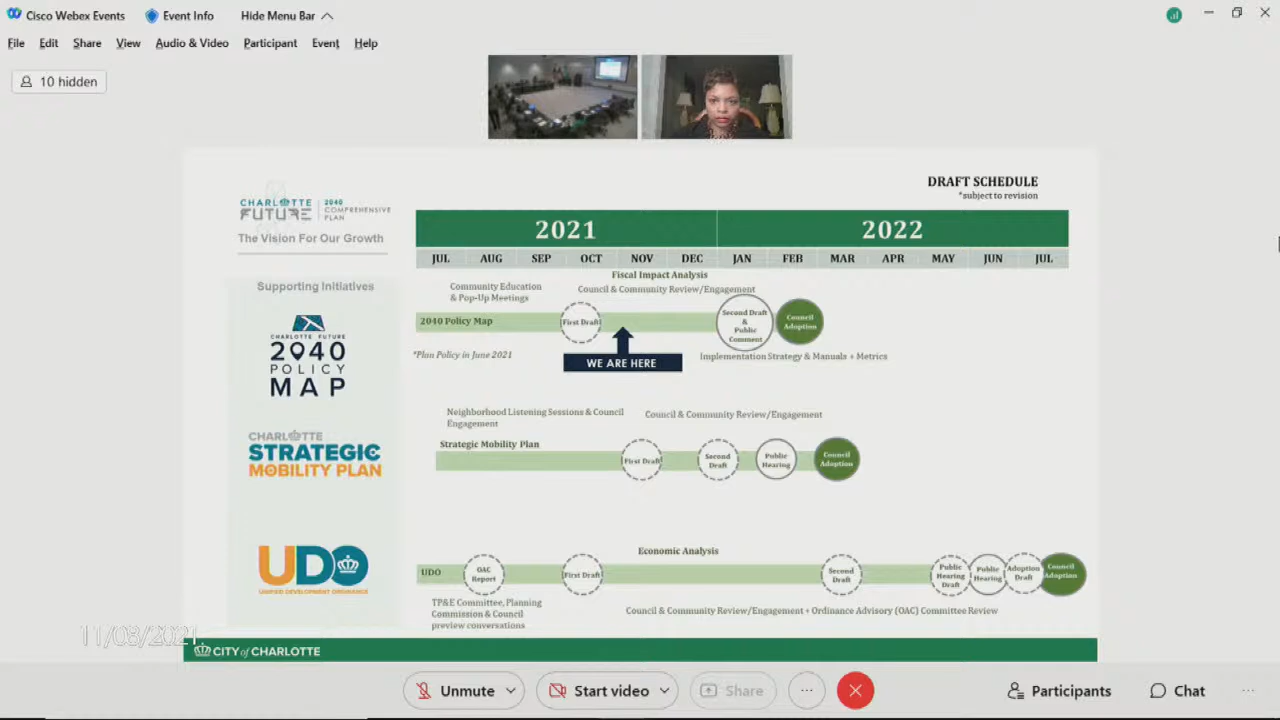 Cisco Webex Events
Event Info
Hide Menu Bar
File
Edit
Share
View
Audio & Video
Participant
Event
Help
10 hidden
DRAFT SCHEDULE
*subject to revision
CHARLOTTE
FUTURE
2040
COMPREHENSIVE
PLAN
The Vision For Our Growth
2021
2022
JUL AUG SEP OCT NOV DEC JAN FEB MAR APR MAY JUN JUL
Supporting Initiatives
Fiscal Impact Analysis
Community Education
& Pop-Up Meetings
Council & Community Review/Engagement
CHARLOTTE FUTURE
2040
POLICY
MAP
2040 Policy Map
First Draft
Second Draft
&
Public
Comment
Council
Adoption
*Plan Policy in June 2021
WE ARE HERE
Implementation Strategy & Manuals + Metrics
Neighborhood Listening Sessions & Council
Engagement
Council & Community Review/Engagement
CHARLOTTE
STRATEGIC
MOBILITY PLAN
Strategic Mobility Plan
First Draft
Second
Draft
Public
Hearing
Council
Adoption
Economic Analysis
UDO
UNIFIED DEVELOPMENT ORDINANCE
UDO
OAC
Report
First Draft
Second
Draft
Public
Hearing
Draft
Public
Hearing
Adoption
Draft
Council
Adoption
TP&E Committee, Planning
Commission & Council
preview conversations
Council & Community Review/Engagement + Ordinance Advisory (OAC) Committee Review
11/03/2021
CITY of CHARLOTTE
Unmute
Start video
Share
Participants
Chat